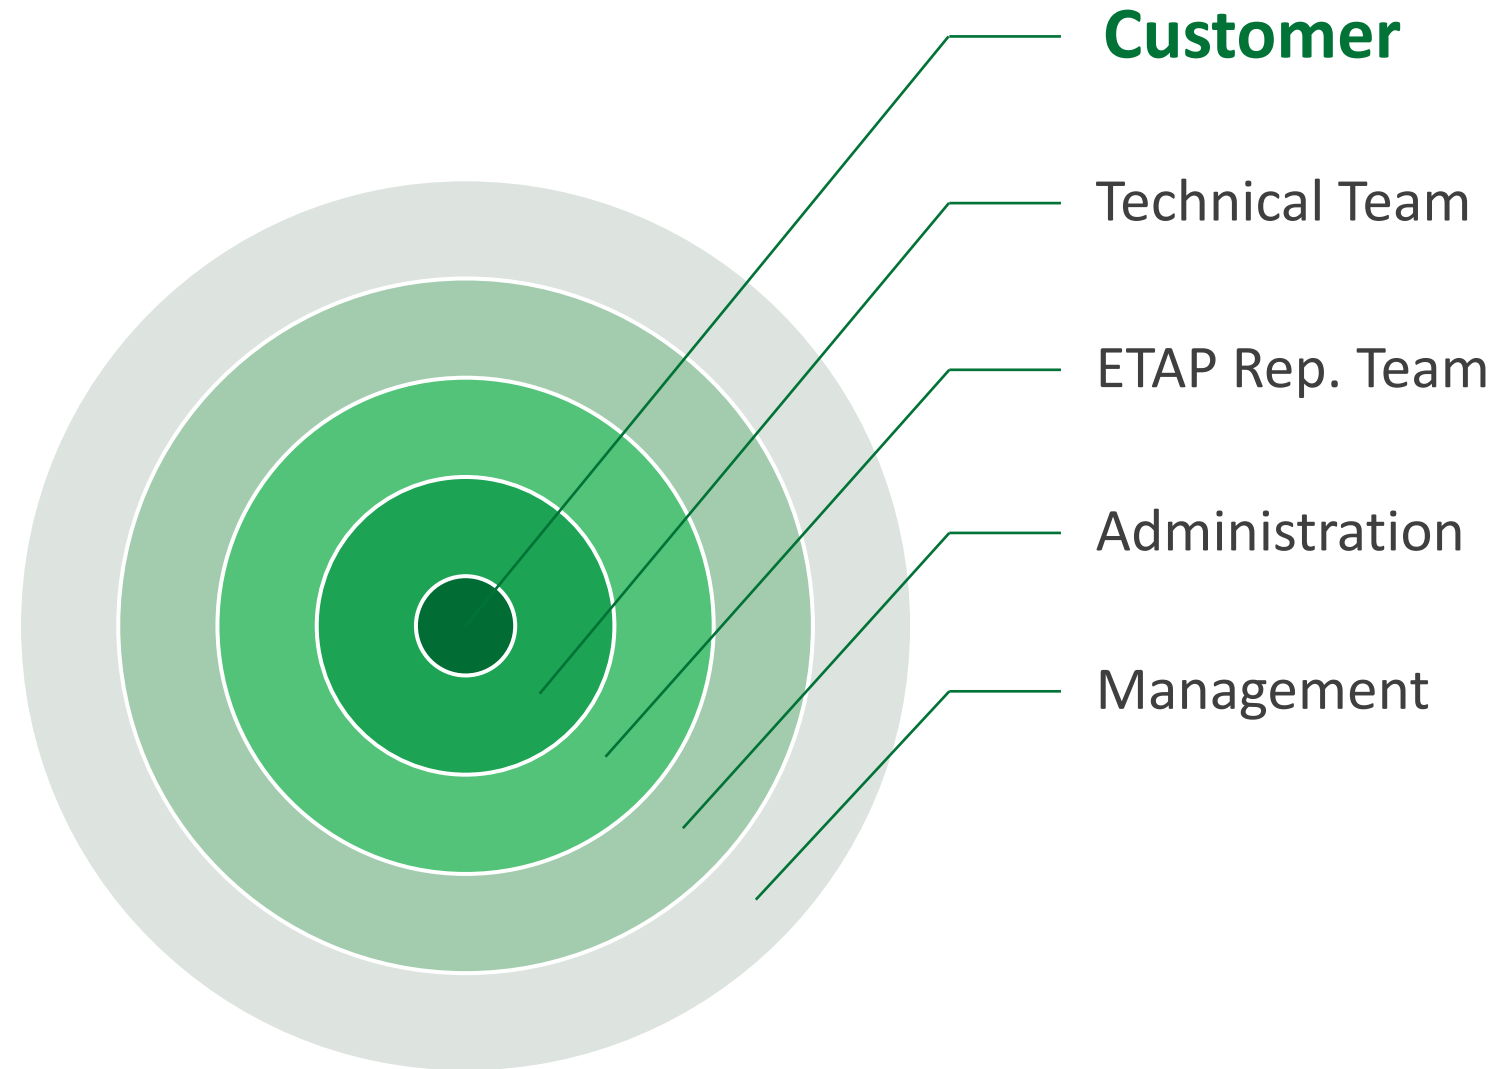 Customer
Technical Team
ETAP Rep. Team
Administration
Management